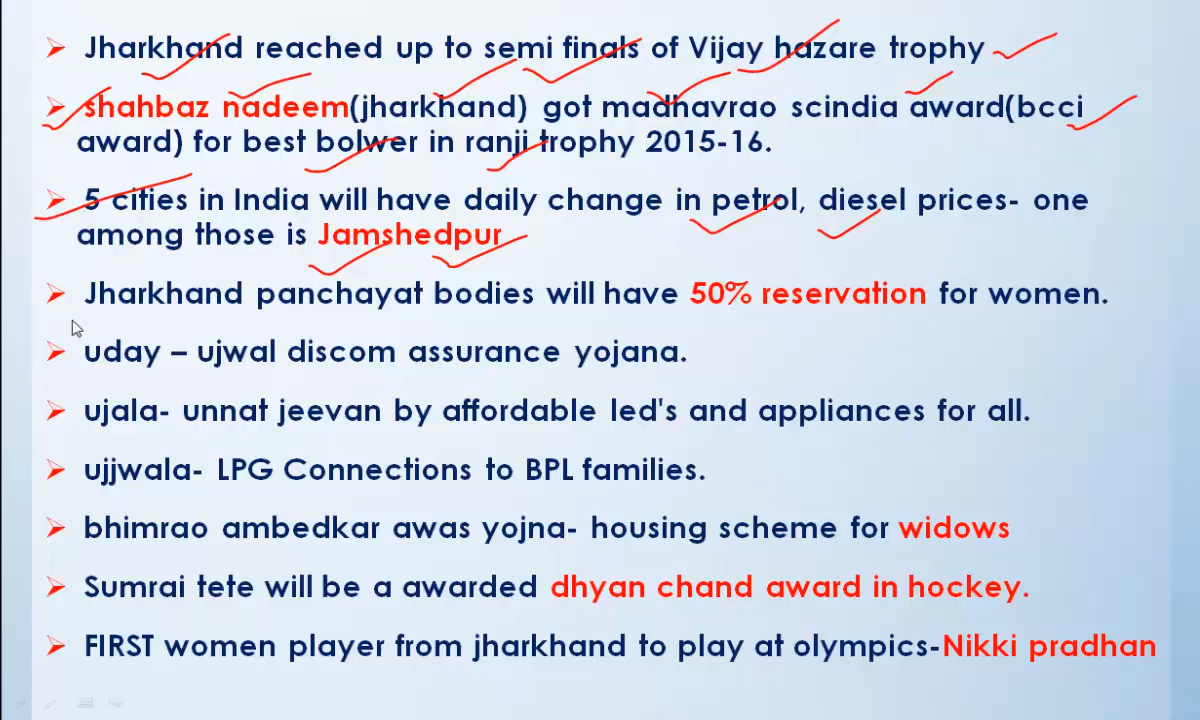 Jharkhand reached up to semi finals of Vijay hazare trophy
shahbaz nadeem(jharkhand) got madhavrao scindia award(bcci
award) for best bolwer in ranji trophy 2015-16.
5 cities in India will have daily change in petrol, diesel prices- one
among those is Jamshedpur
Jharkhand panchayat bodies will have 50% reservation for women.
uday – ujwal discom assurance yojana.
ujala- unnat jeevan by affordable led's and appliances for all.
ujjwala- LPG Connections to BPL families.
bhimrao ambedkar awas yojna- housing scheme for widows
Sumrai tete will be a awarded dhyan chand award in hockey.
FIRST women player from jharkhand to play at olympics-Nikki pradhan